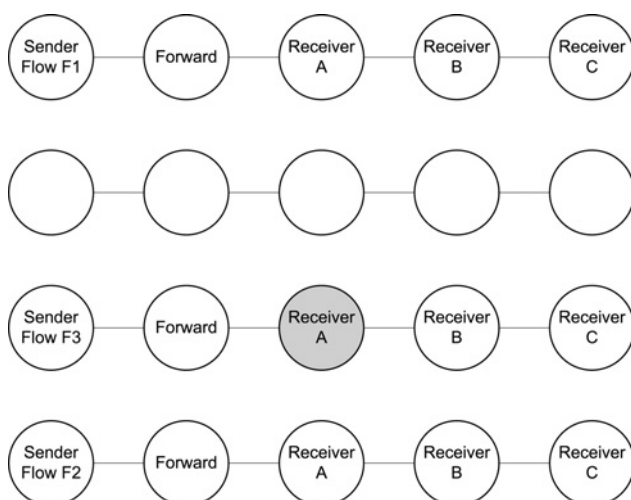 Sender
Flow F1
Forward
Receiver
A
Receiver
B
Receiver
C
Sender
Flow F3
Forward
Receiver
A
Receiver
B
Receiver
C
Sender
Flow F2
Forward
Receiver
A
Receiver
B
Receiver
C